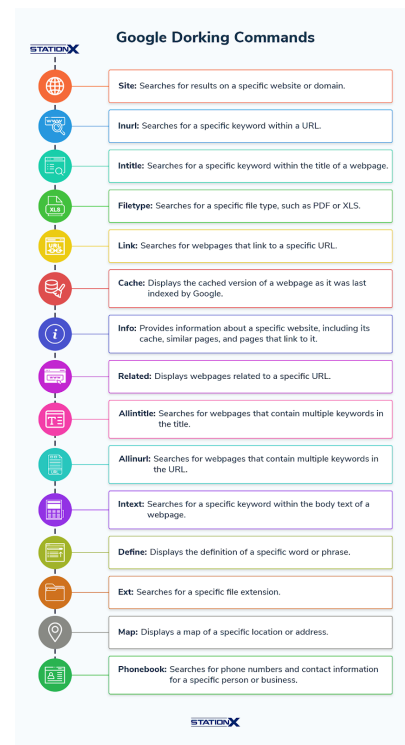 Google Dorking Commands
STATIONX
Site: Searches for results on a specific website or domain.
Inurl: Searches for a specific keyword within a URL.
Intitle: Searches for a specific keyword within the title of a webpage.
Filetype: Searches for a specific file type, such as PDF or XLS.
XLS
Link: Searches for webpages that link to a specific URL.
Cache: Displays the cached version of a webpage as it was last
indexed by Google.
Info: Provides information about a specific website, including its
cache, similar pages, and pages that link to it.
Related: Displays webpages related to a specific URL.
Allintitle: Searches for webpages that contain multiple keywords in
the title.
Allinurl: Searches for webpages that contain multiple keywords in
the URL.
URL
Intext: Searches for a specific keyword within the body text of a
webpage.
Define: Displays the definition of a specific word or phrase.
Ext: Searches for a specific file extension.
Map: Displays a map of a specific location or address.
Phonebook: Searches for phone numbers and contact information
for a specific person or business.
STATIONX